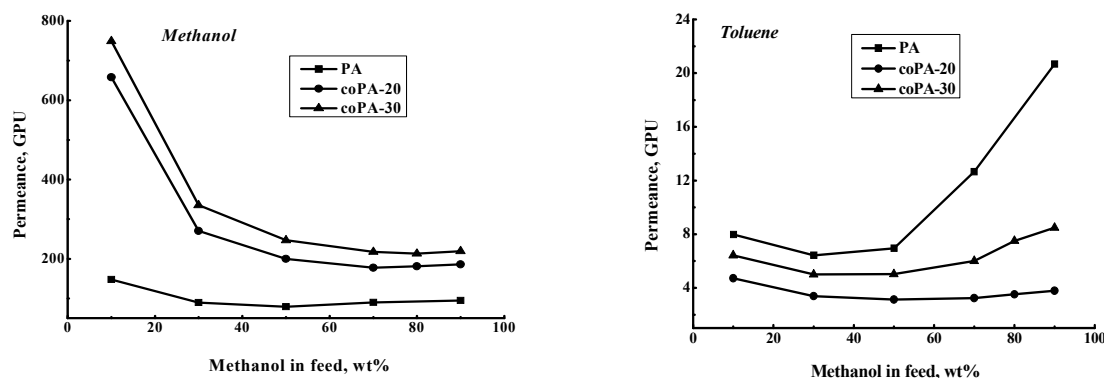 Methanol
PA
coPA-20
coPA-30
Permeance, GPU
800
600
400
200
0
20
40
60
80
100
Methanol in feed, wt%
Toluene
PA
coPA-20
coPA-30
Permeance, GPU
24
20
16
12
8
4
0
20
40
60
80
100
Methanol in feed, wt%